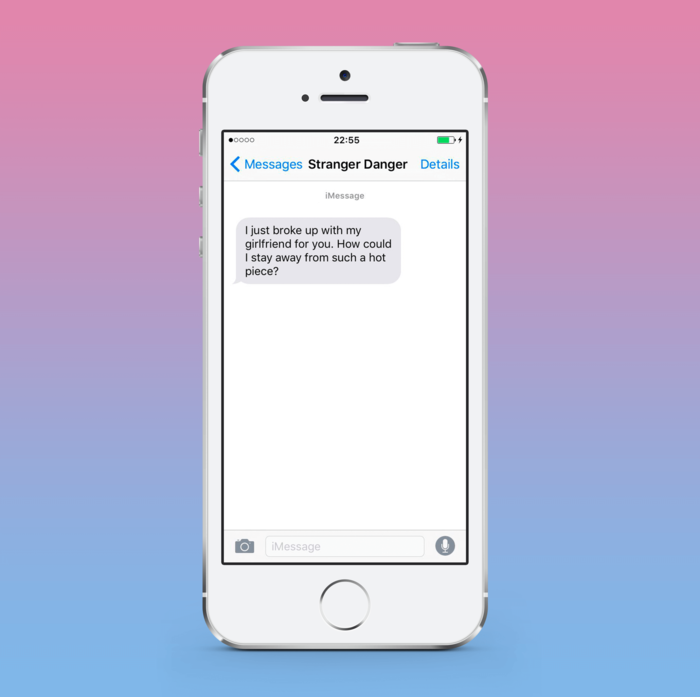 22:55
Messages Stranger Danger Details
iMessage
I just broke up with my
girlfriend for you. How could
I stay away from such a hot
piece?
iMessage